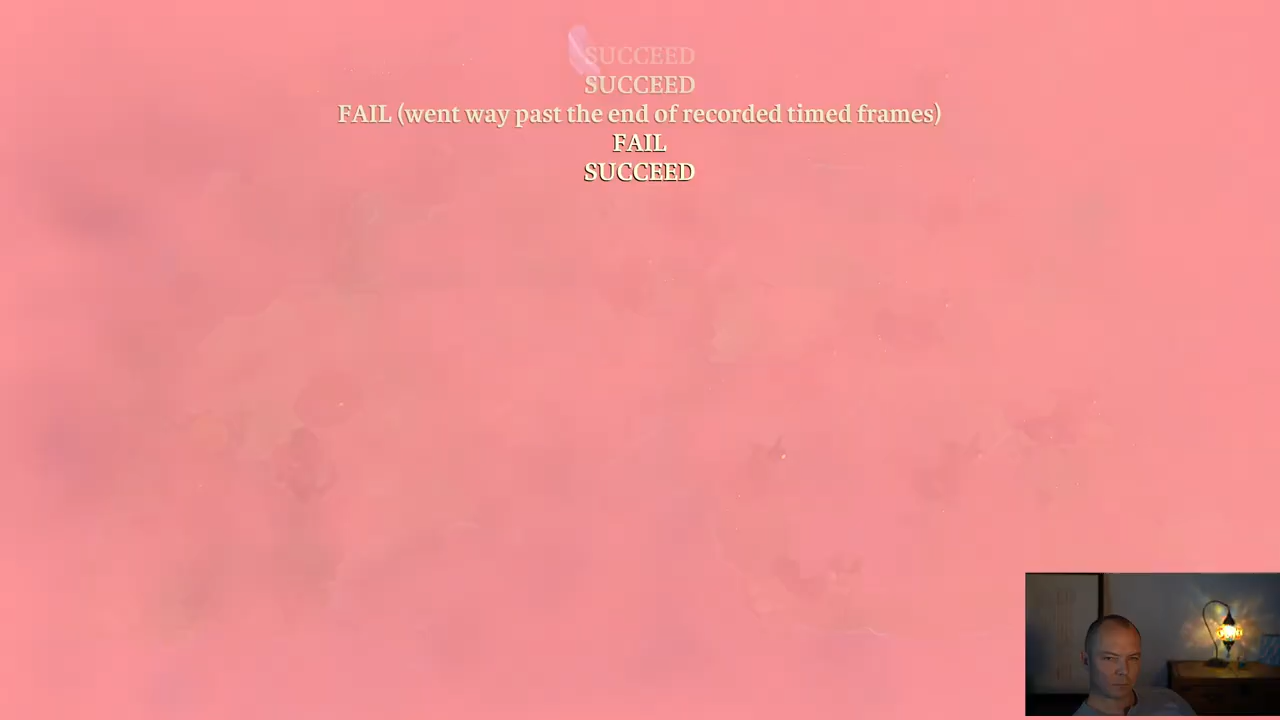 SUCCEED
SUCCEED
FAIL (went way past the end of recorded timed frames)
FAIL
SUCCEED